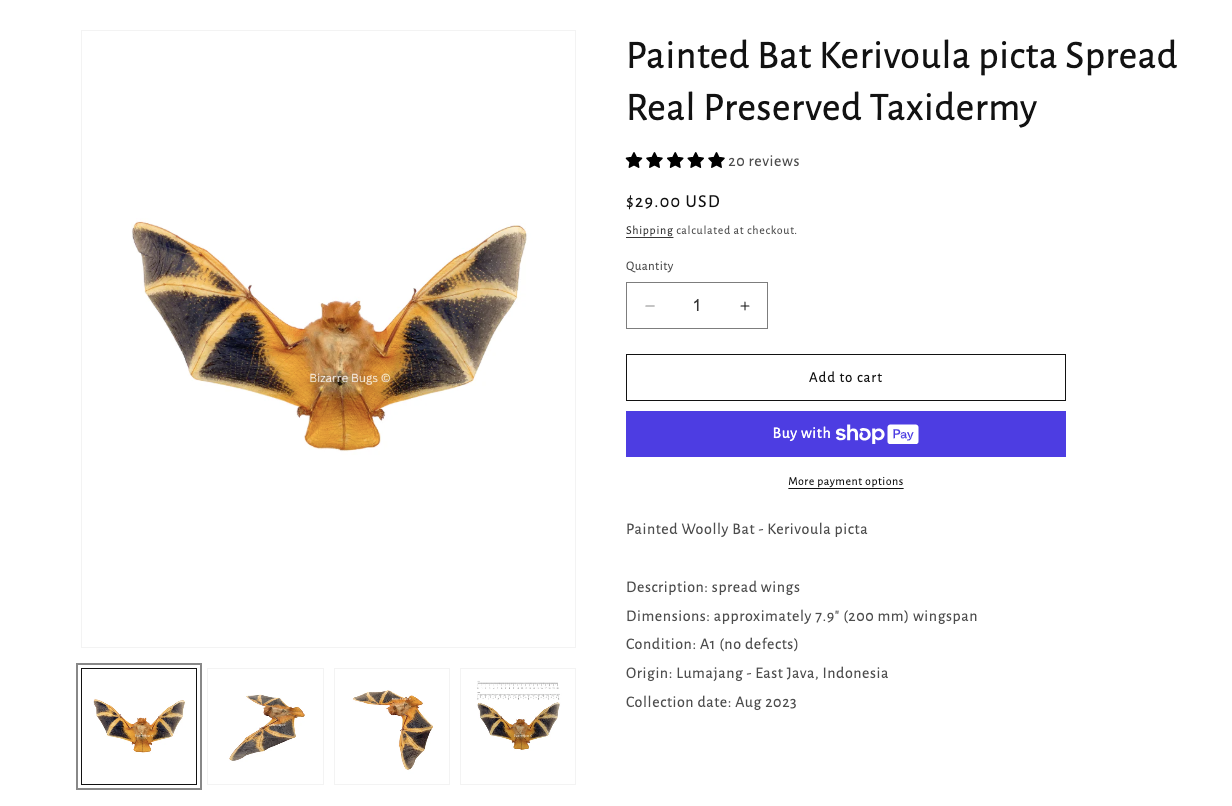 Painted Bat Kerivoula picta Spread
Real Preserved Taxidermy
20 reviews
$29.00 USD
Shipping calculated at checkout.
Quantity
1
Add to cart
Buy with shop Pay
More payment options
Painted Woolly Bat - Kerivoula picta
Description: spread wings
Dimensions: approximately 7.9" (200 mm) wingspan
Condition: A1 (no defects)
Origin: Lumajang - East Java, Indonesia
Collection date: Aug 2023
Bizarre Bugs ©